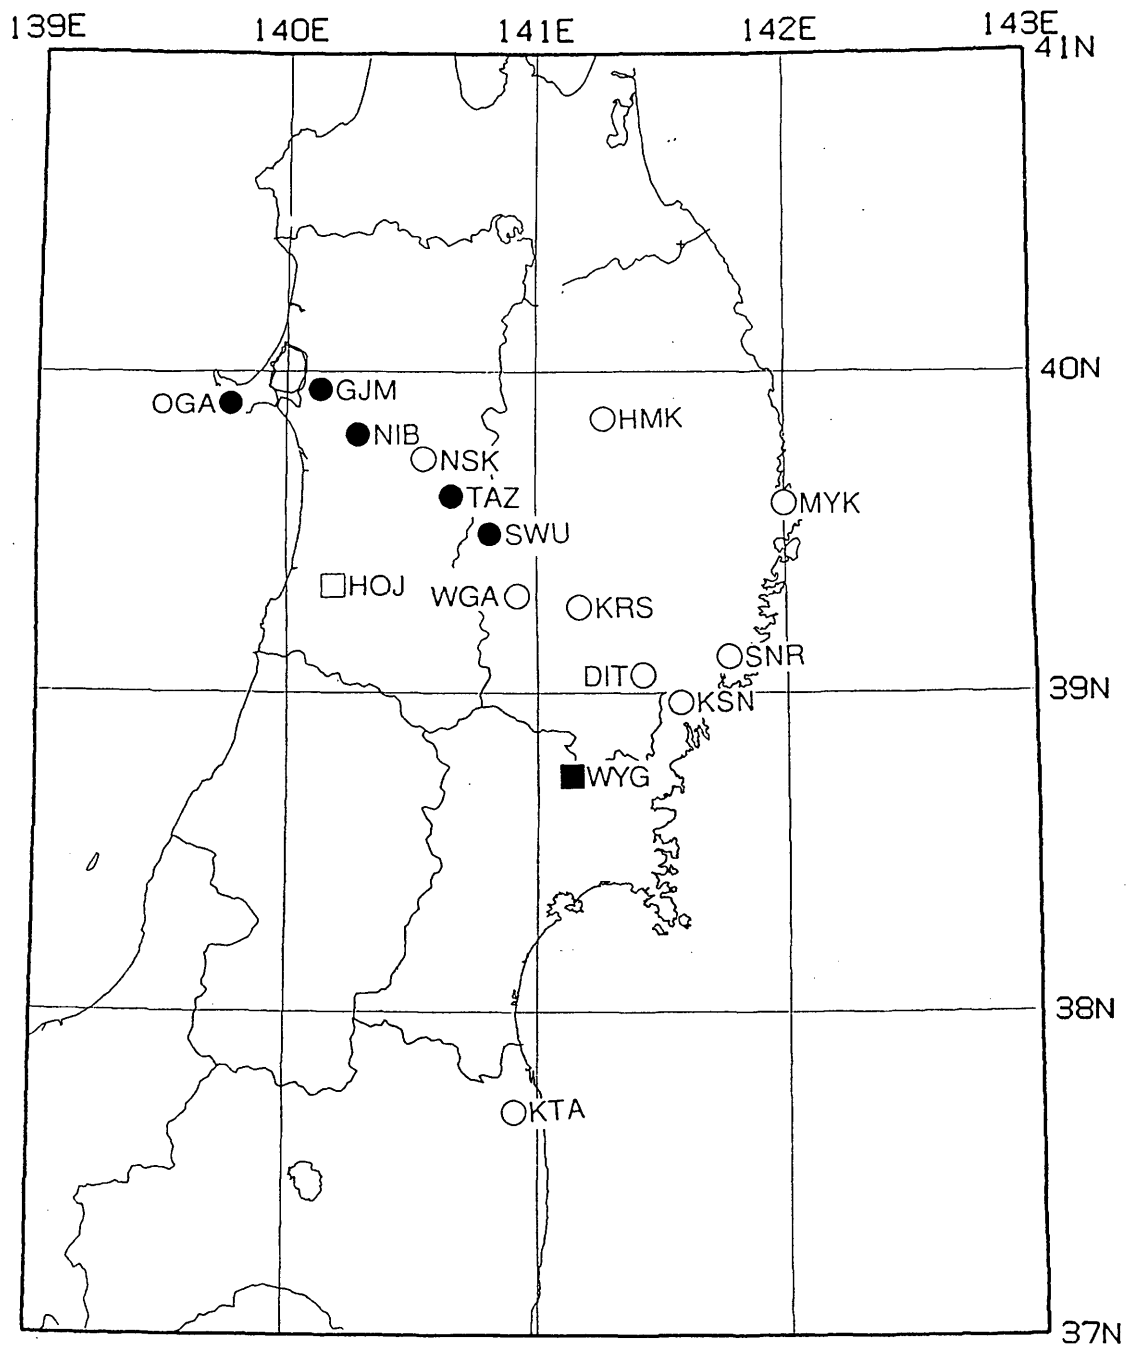 139E 140E 141E 142E 143E
41N
40N
GJM
OGA
NIB
HMK
NSK
TAZ
MYK
SWU
HOJ
WGA
KRS
SNR
DIT
39N
KSN
WYG
38N
KTA
37N